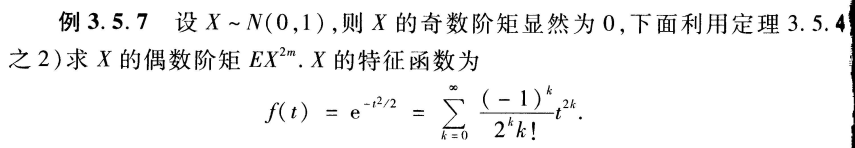 例 3.5.7 设 X ~ N(0,1),则 X 的奇数阶矩显然为 0,下面利用定理 3.5.4
之 2)求 X 的偶数阶矩 EX^{2m}. X 的特征函数为
f(t) = e^{-t^2/2} = \sum_{k=0}^{\infty} \frac{(-1)^k}{2^k k!} t^{2k}.